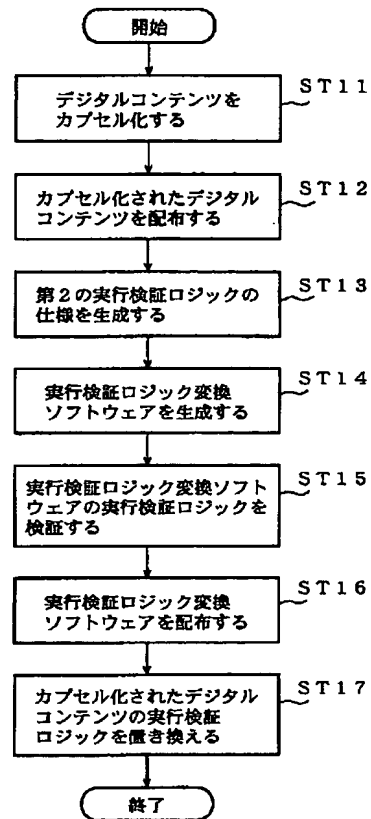 開始
デジタルコンテンツを
カプセル化する
ST11
カプセル化されたデジタル
コンテンツを配布する
ST12
第2の実行検証ロジックの
仕様を生成する
ST13
実行検証ロジック変換
ソフトウェアを生成する
ST14
実行検証ロジック変換ソフト
ウェアの実行検証ロジックを
検証する
ST15
実行検証ロジック変換
ソフトウェアを配布する
ST16
カプセル化されたデジタル
コンテンツの実行検証
ロジックを置き換える
ST17
終了